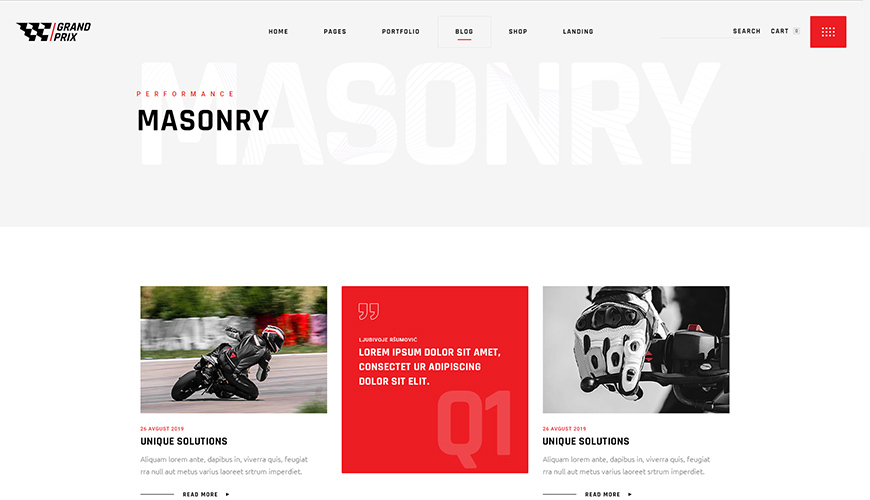 GRAND
PRIX
HOME
PAGES
PORTFOLIO
BLOG
SHOP
LANDING
SEARCH
CART
MASONRY
PERFORMANCE
MASONRY
LJUBIVOJE RŠUMOVIĆ
LOREM IPSUM DOLOR SIT AMET,
CONSECTET UR ADIPISCING
DOLOR SIT ELIT.
Q1
26 AVGUST 2019
UNIQUE SOLUTIONS
Aliquam lorem ante, dapibus in, viverra quis, feugiat
rra null aut metus varius laoreet srtrum imperdiet.
READ MORE
26 AVGUST 2019
UNIQUE SOLUTIONS
Aliquam lorem ante, dapibus in, viverra quis, feugiat
rra null aut metus varius laoreet srtrum imperdiet.
READ MORE